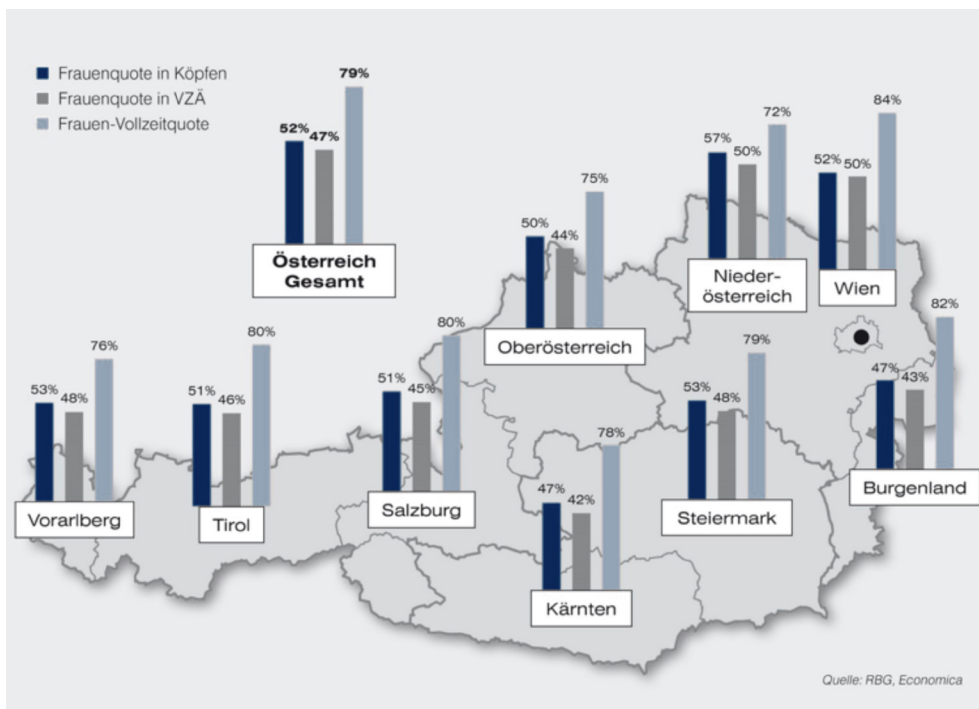 Frauenquote in Köpfen
Frauenquote in VZÄ
Frauen-Vollzeitquote
52% 47% 79%
Österreich
Gesamt
50% 44% 75%
Oberösterreich
57% 50% 72%
Nieder-
österreich
52% 50% 84%
Wien
53% 48% 76%
Vorarlberg
51% 46% 80%
Tirol
51% 45% 80%
Salzburg
47% 42% 78%
Kärnten
53% 48% 79%
Steiermark
47% 43% 82%
Burgenland
Quelle: RBG, Economica